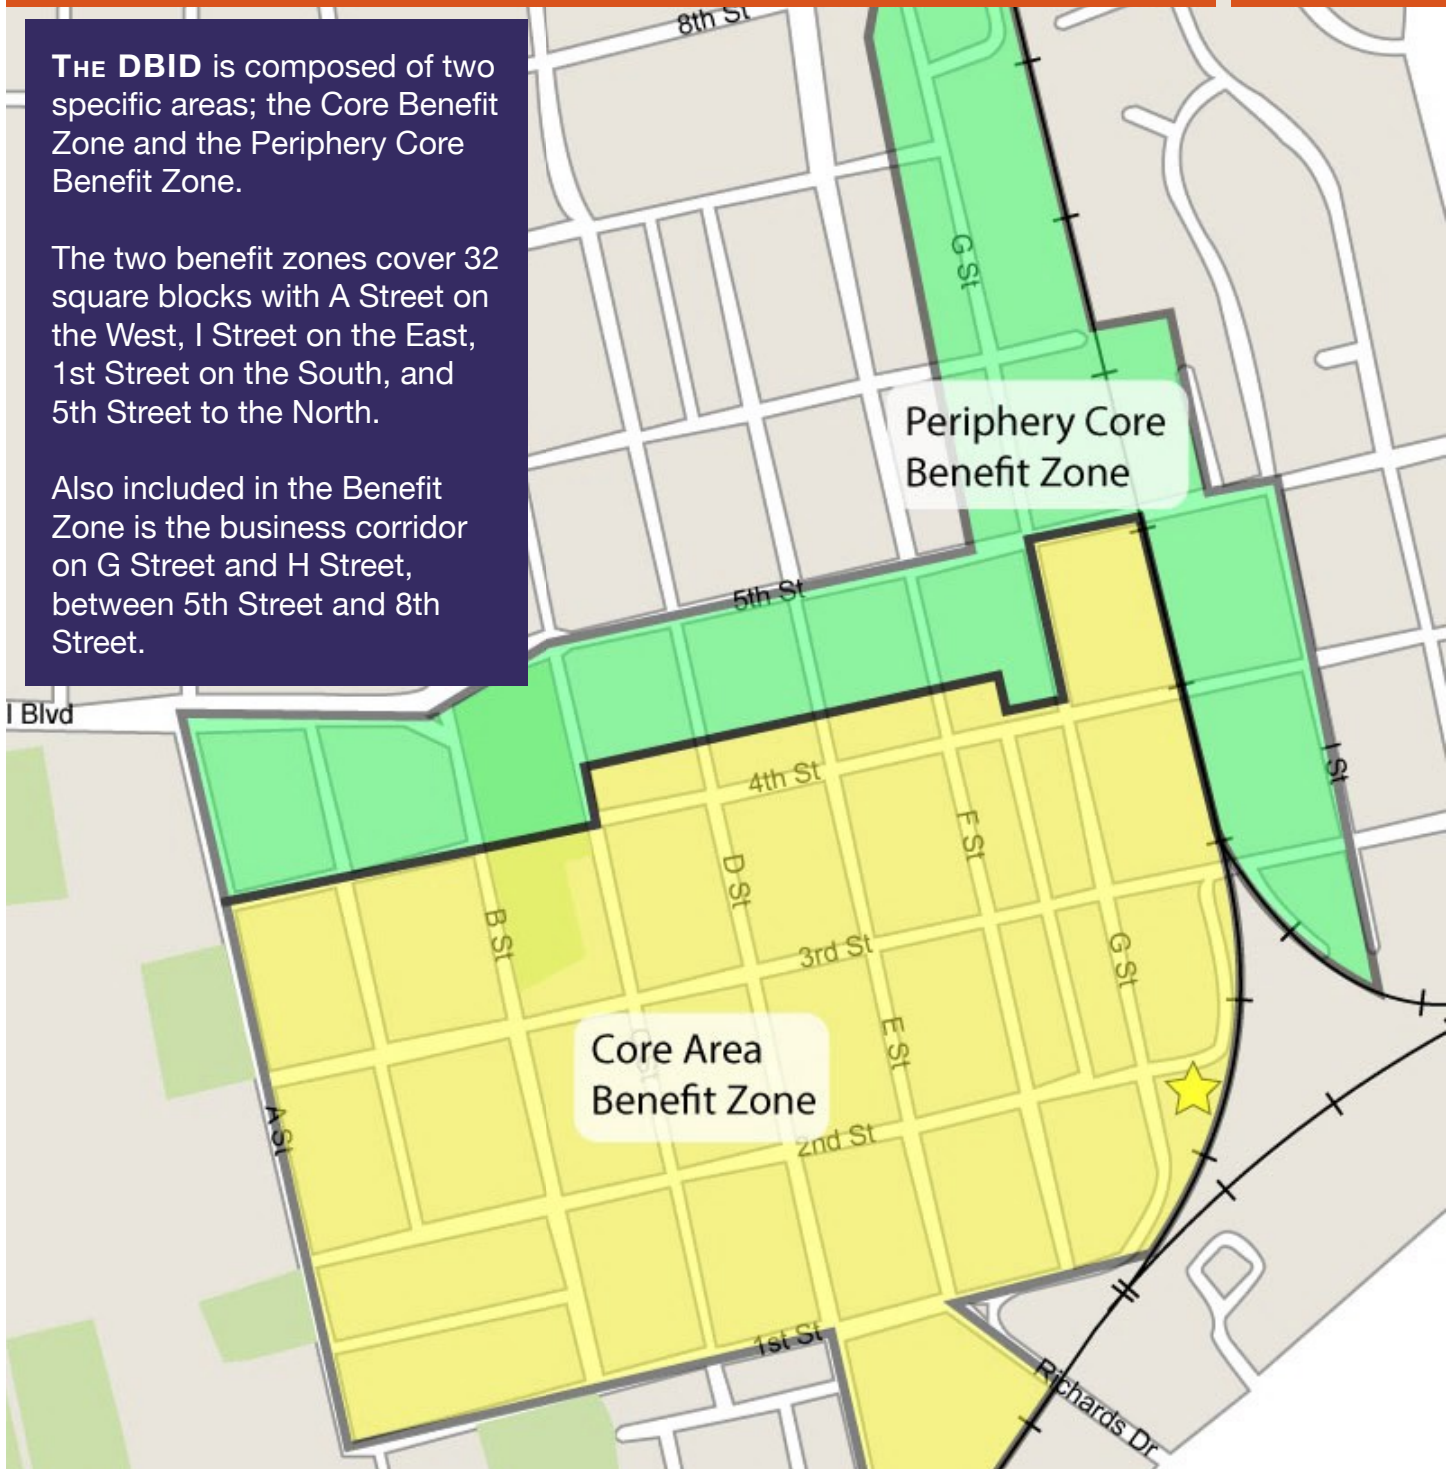 THE DBID is composed of two
specific areas; the Core Benefit
Zone and the Periphery Core
Benefit Zone.
The two benefit zones cover 32
square blocks with A Street on
the West, I Street on the East,
1st Street on the South, and
5th Street to the North.
Also included in the Benefit
Zone is the business corridor
on G Street and H Street,
between 5th Street and 8th
Street.
8th St
G St
Periphery Core
Benefit Zone
5th St
l Blvd
4th St
I St
F St
D St
B St
3rd St
G St
E St
Core Area
Benefit Zone
A St
2nd St
1st St
Richards Dr